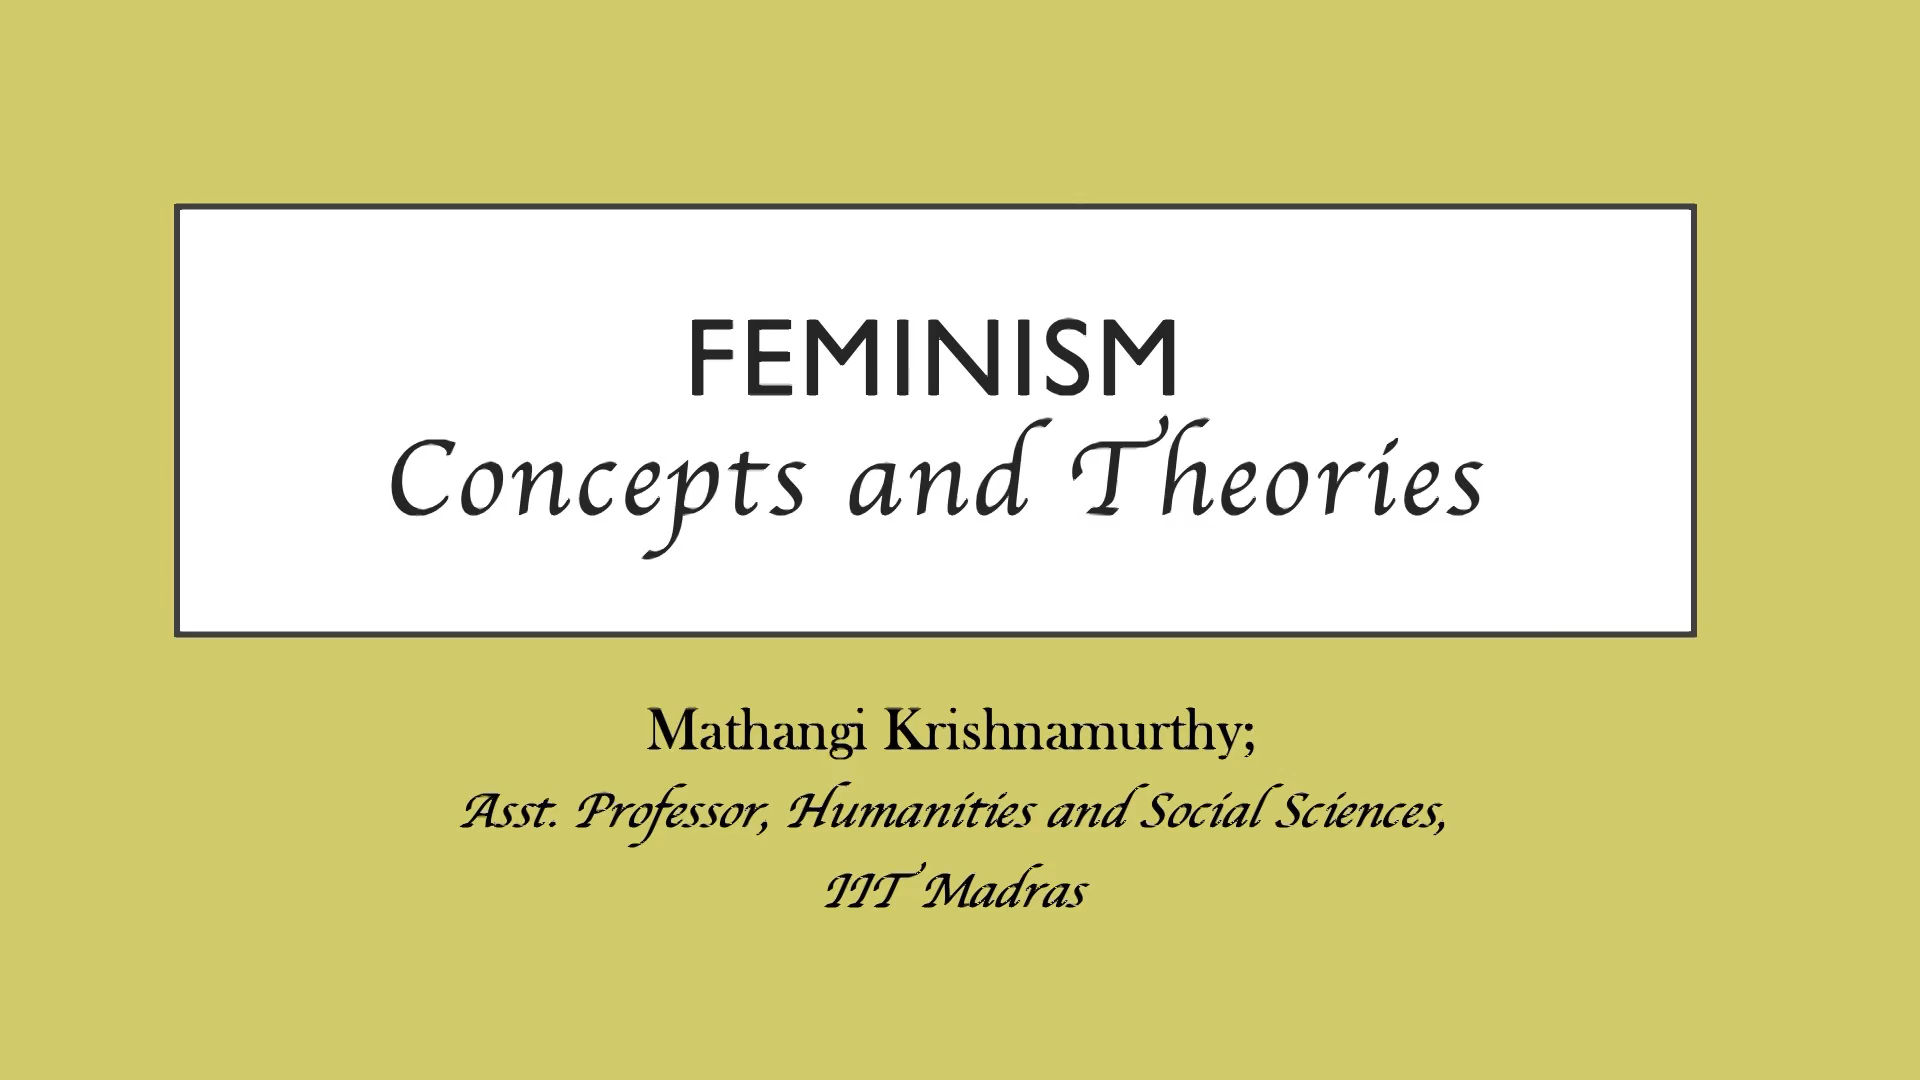 FEMINISM
Concepts and Theories
Mathangi Krishnamurthy;
Asst. Professor, Humanities and Social Sciences,
IIT Madras